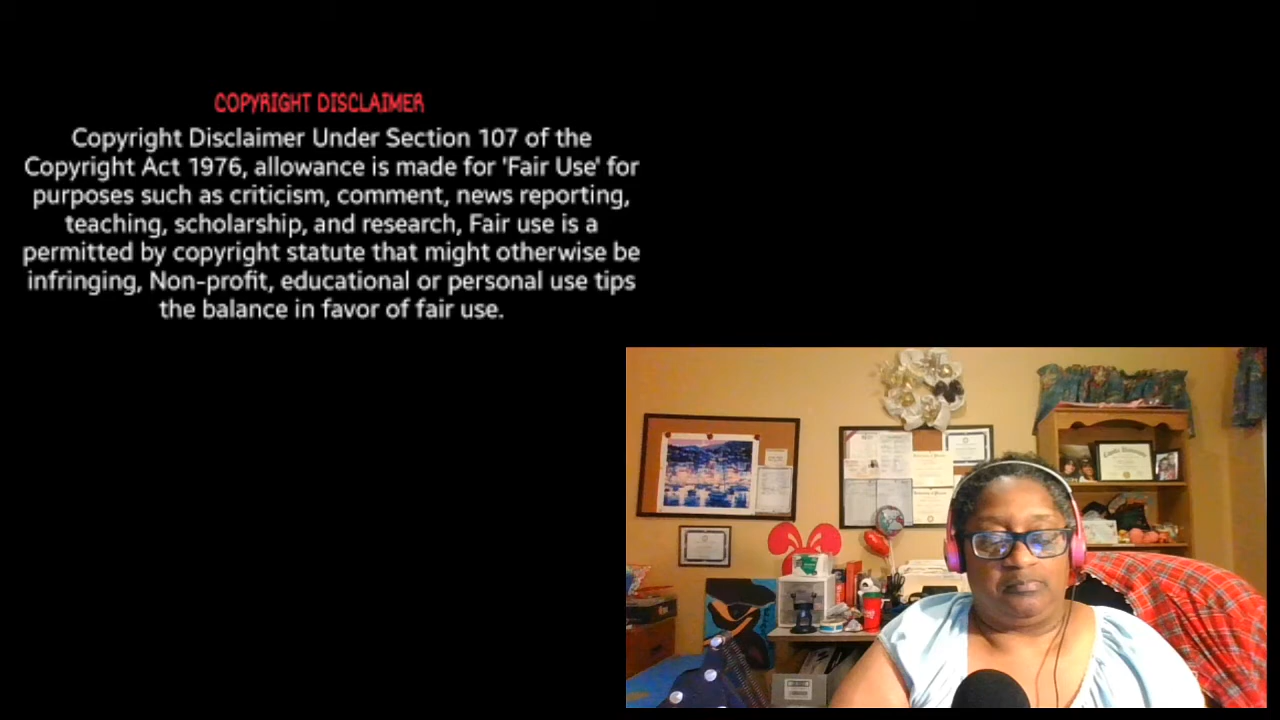 COPYRIGHT DISCLAIMER
Copyright Disclaimer Under Section 107 of the
Copyright Act 1976, allowance is made for 'Fair Use' for
purposes such as criticism, comment, news reporting,
teaching, scholarship, and research, Fair use is a
permitted by copyright statute that might otherwise be
infringing, Non-profit, educational or personal use tips
the balance in favor of fair use.